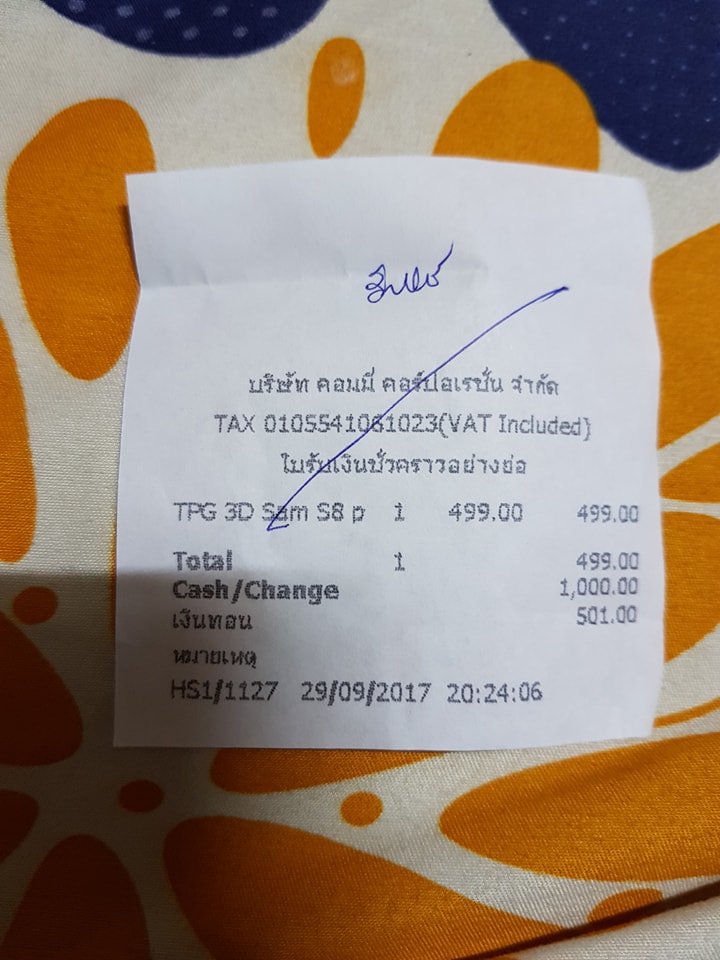 บริษัท คอมมี่ คอร์ปอเรชั่น จำกัด
TAX 0105541061023(VAT Included)
ใบรับเงินชั่วคราวอย่างย่อ
TPG 3D Sam S8 p 1 499.00 499.00
Total 1 499.00
Cash/Change 1,000.00
เงินทอน 501.00
หมายเหตุ
HS1/1127 29/09/2017 20:24:06